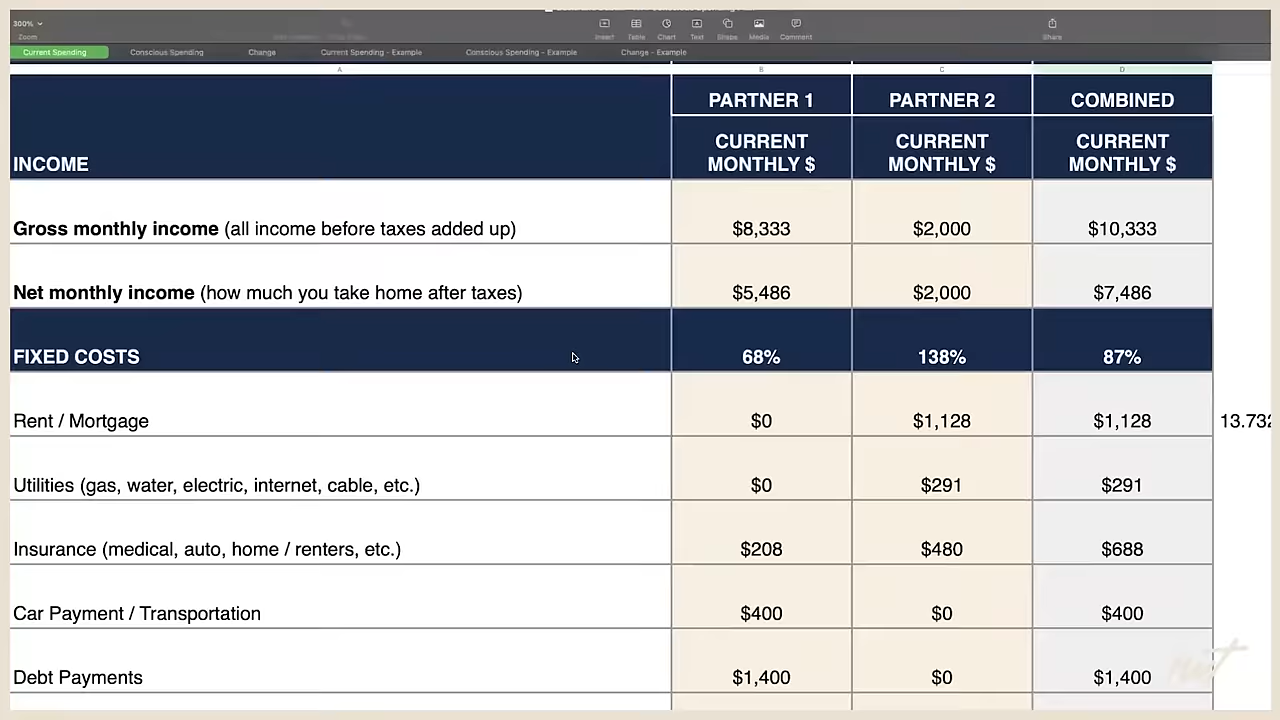 300%
Zoom
Insert Table Chart Text Shape Media Comment
Share
Current Spending Conscious Spending Change Current Spending - Example Conscious Spending - Example Change - Example
A B C D
PARTNER 1 PARTNER 2 COMBINED
INCOME CURRENT MONTHLY $ CURRENT MONTHLY $ CURRENT MONTHLY $
Gross monthly income (all income before taxes added up) $8,333 $2,000 $10,333
Net monthly income (how much you take home after taxes) $5,486 $2,000 $7,486
FIXED COSTS 68% 138% 87%
Rent / Mortgage $0 $1,128 $1,128 13.732
Utilities (gas, water, electric, internet, cable, etc.) $0 $291 $291
Insurance (medical, auto, home / renters, etc.) $208 $480 $688
Car Payment / Transportation $400 $0 $400
Debt Payments $1,400 $0 $1,400